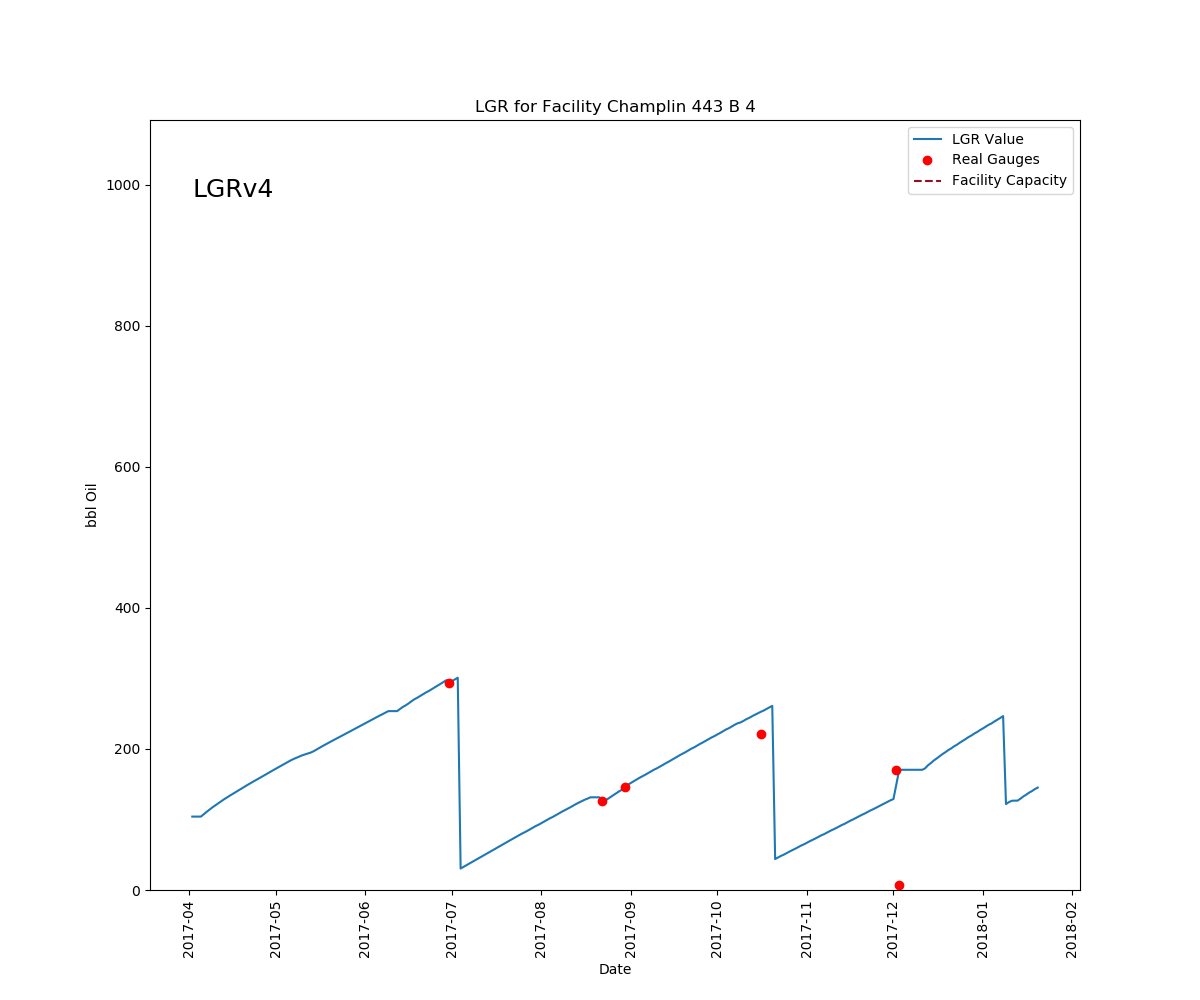 LGR for Facility Champlin 443 B 4
LGR Value
Real Gauges
Facility Capacity
LGRv4
bbl Oil
1000
800
600
400
200
0
2017-04
2017-05
2017-06
2017-07
2017-08
2017-09
2017-10
2017-11
2017-12
2018-01
2018-02
Date